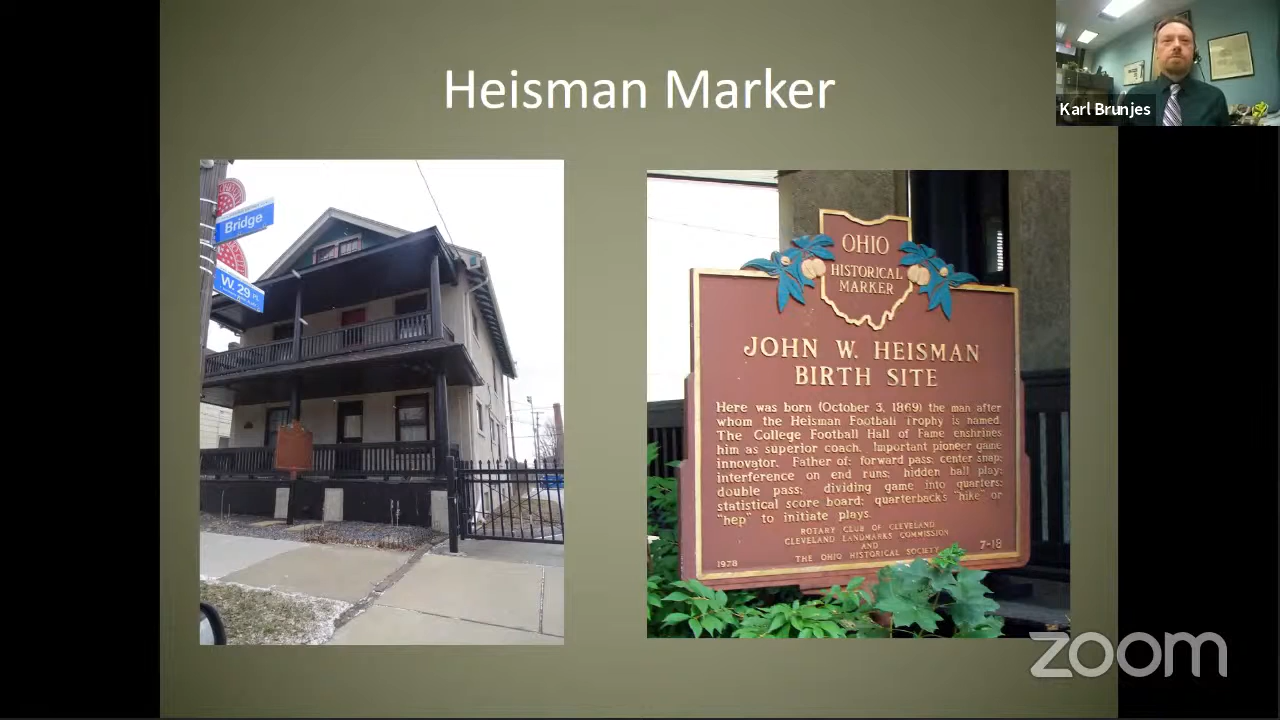 Heisman Marker
Karl Brunjes
Bridge
W. 29
OHIO
HISTORICAL
MARKER
JOHN W. HEISMAN
BIRTH SITE
Here was born (October 3, 1869) the man after
whom the Heisman Football Trophy is named.
The College Football Hall of Fame enshrines
him as superior coach. Important pioneer game
innovator. Father of: forward pass; center snap;
interference on end runs; hidden ball play;
double pass; dividing game into quarters;
statistical score board; quarterback's "hike" or
"hep" to initiate plays.
ROTARY CLUB OF CLEVELAND
CLEVELAND LANDMARKS COMMISSION
AND
THE OHIO HISTORICAL SOCIETY
1978
7-18
zoom